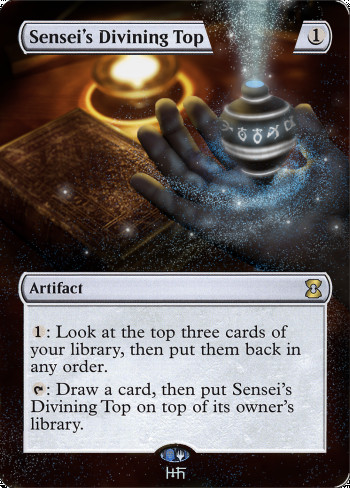 Sensei's Divining Top 1
Artifact
1: Look at the top three cards of
your library, then put them back in
any order.
: Draw a card, then put Sensei's
Divining Top on top of its owner's
library.